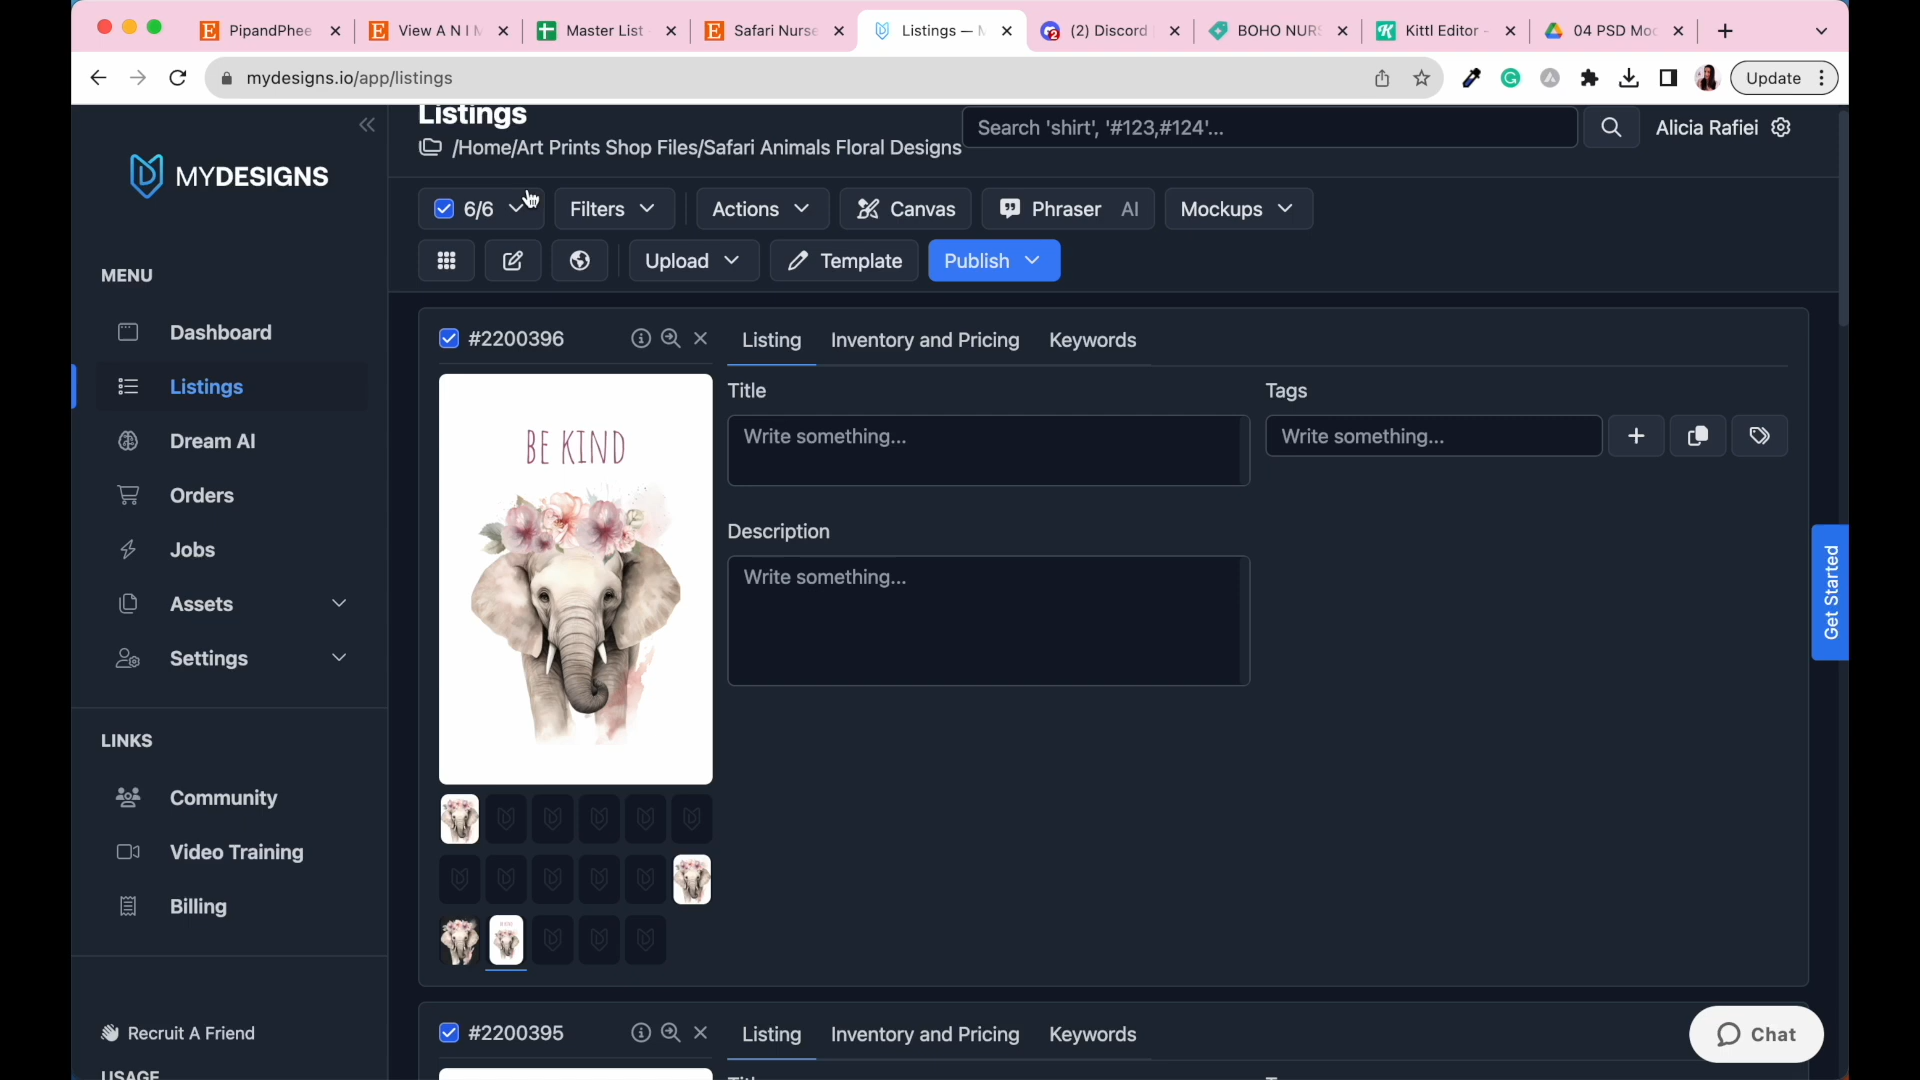 PipandPhee
View A N I M
Master List
Safari Nurse
Listings — M
(2) Discord
BOHO NURS
Kittl Editor -
04 PSD Moc
mydesigns.io/app/listings
Update
MYDESIGNS
MENU
Dashboard
Listings
Dream AI
Orders
Jobs
Assets
Settings
LINKS
Community
Video Training
Billing
Recruit A Friend
USAGE
Listings
/Home/Art Prints Shop Files/Safari Animals Floral Designs
Search 'shirt', '#123,#124'...
Alicia Rafiei
6/6
Filters
Actions
Canvas
Phraser AI
Mockups
Upload
Template
Publish
#2200396
Listing
Inventory and Pricing
Keywords
BE KIND
Title
Write something...
Tags
Write something...
Description
Write something...
Get Started
#2200395
Listing
Inventory and Pricing
Keywords
Chat